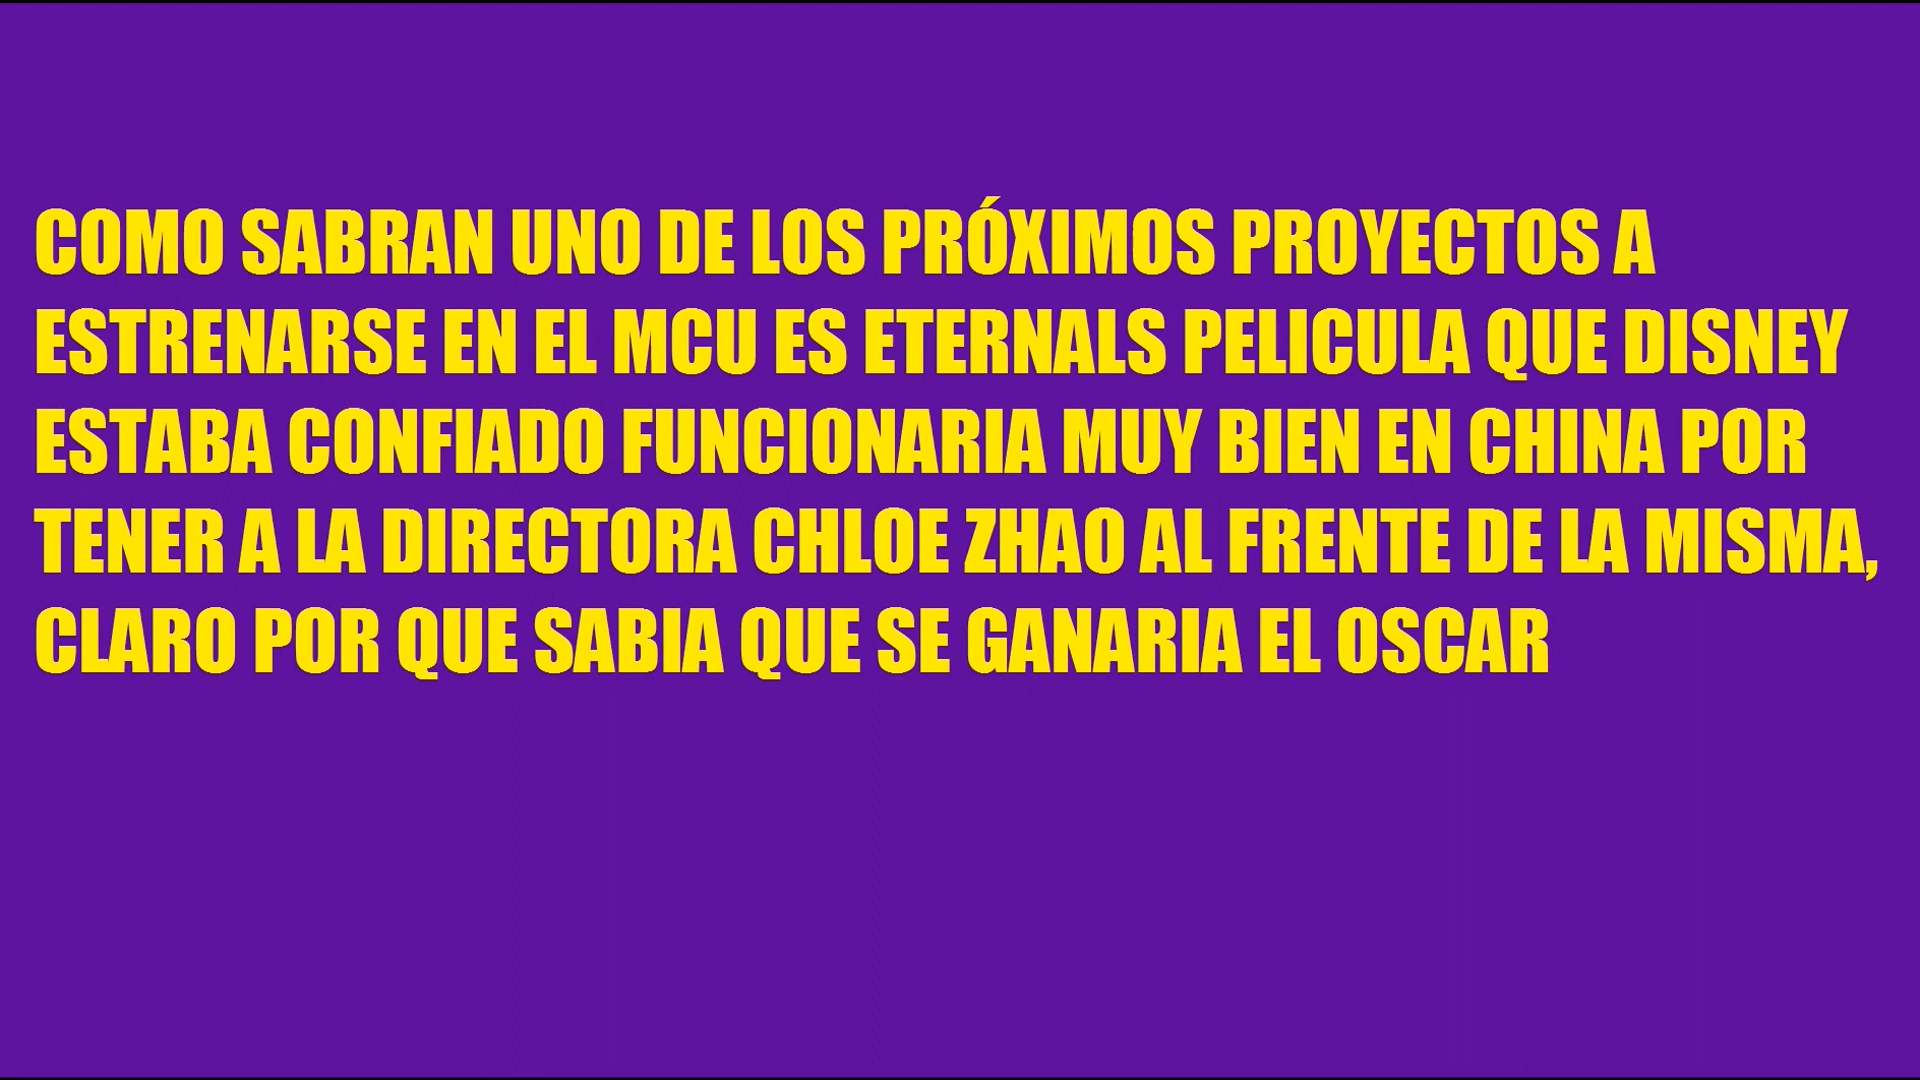 COMO SABRAN UNO DE LOS PRÓXIMOS PROYECTOS A
ESTRENARSE EN EL MCU ES ETERNALS PELICULA QUE DISNEY
ESTABA CONFIADO FUNCIONARIA MUY BIEN EN CHINA POR
TENER A LA DIRECTORA CHLOE ZHAO AL FRENTE DE LA MISMA,
CLARO POR QUE SABIA QUE SE GANARIA EL OSCAR